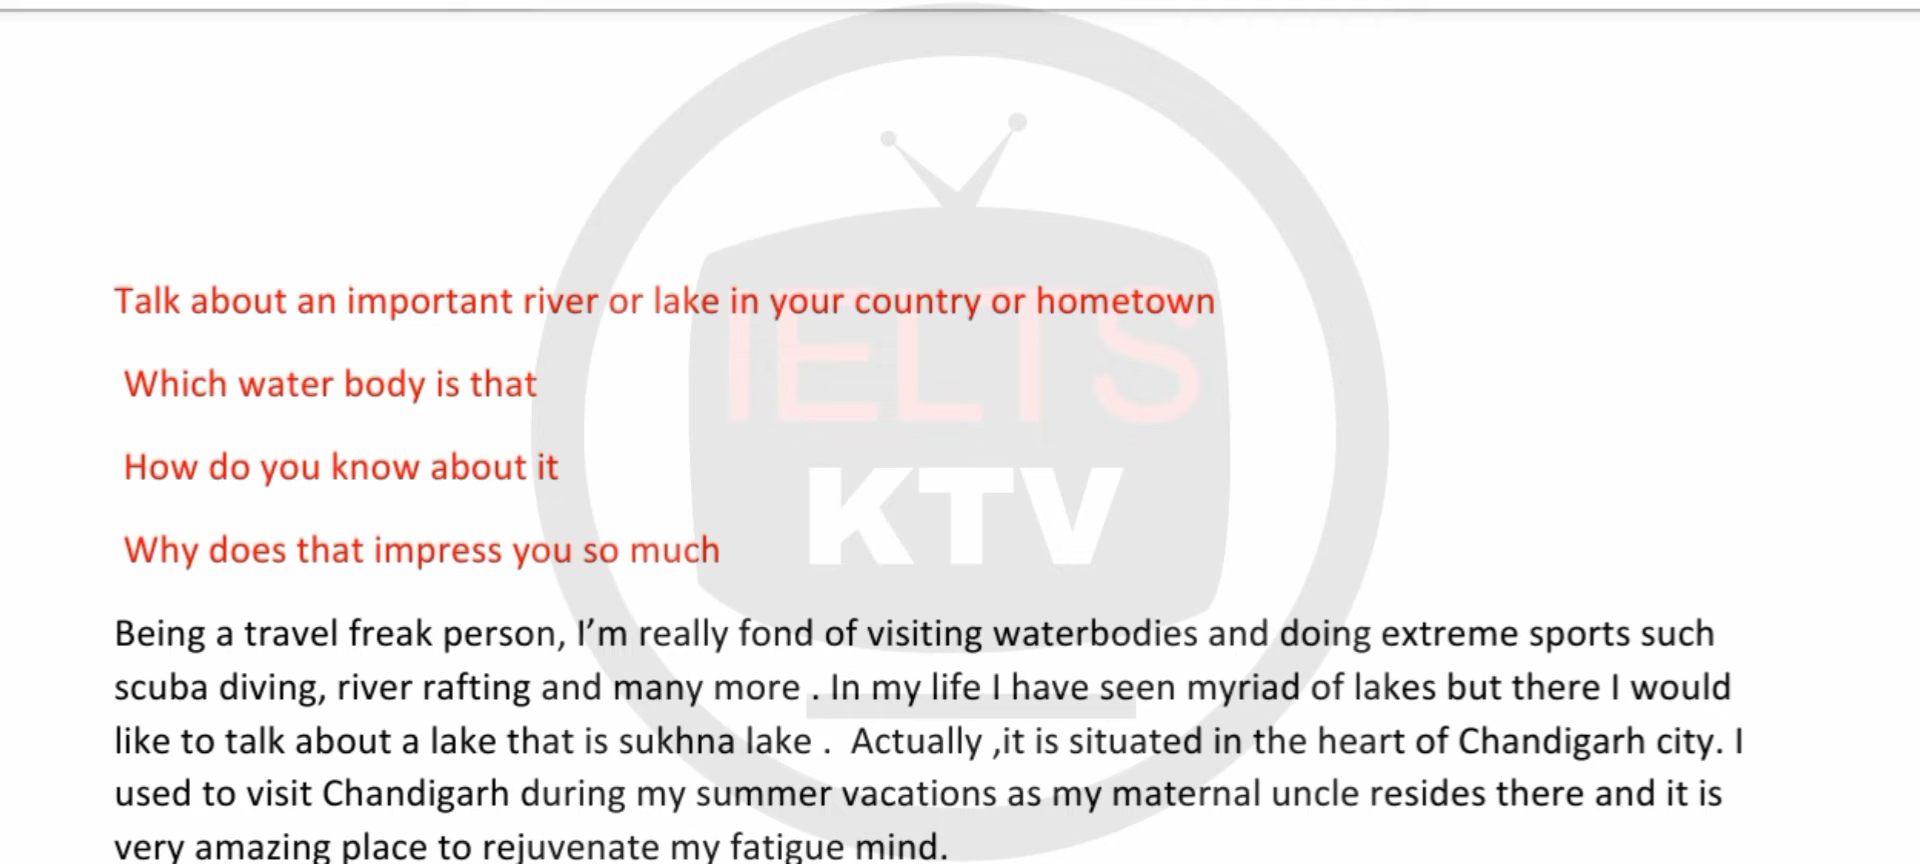 Talk about an important river or lake in your country or hometown
IELTS
Which water body is that
How do you know about it
KTV
Why does that impress you so much
Being a travel freak person, I’m really fond of visiting waterbodies and doing extreme sports such
scuba diving, river rafting and many more . In my life I have seen myriad of lakes but there I would
like to talk about a lake that is sukhna lake .  Actually ,it is situated in the heart of Chandigarh city. I
used to visit Chandigarh during my summer vacations as my maternal uncle resides there and it is
very amazing place to rejuvenate my fatigue mind.